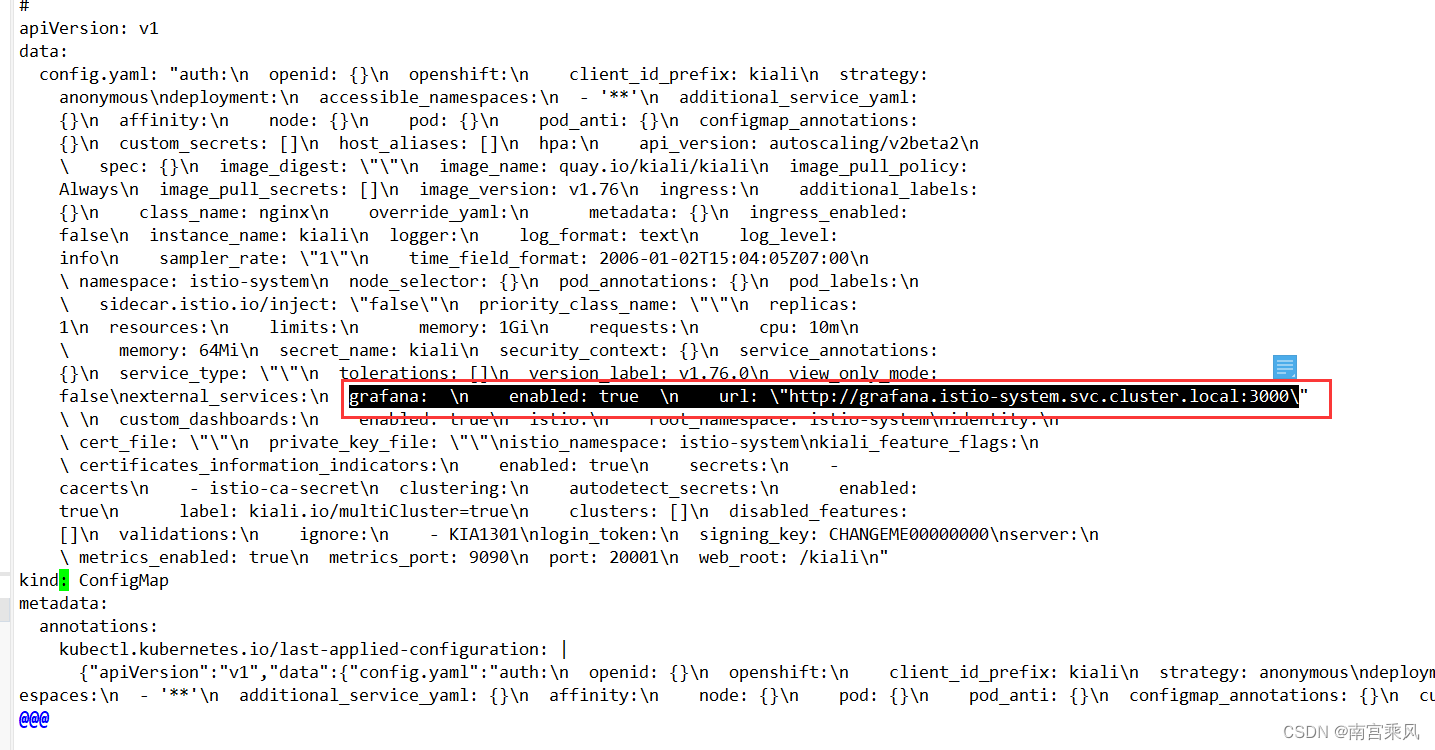 #
apiVersion: v1
data:
  config.yaml: "auth:\n  openid: {}\n  openshift:\n    client_id_prefix: kiali\n  strategy:
    anonymous\ndeployment:\n  accessible_namespaces:\n  - '**'\n  additional_service_yaml:
    {}\n  affinity:\n    node: {}\n    pod: {}\n    pod_anti: {}\n  configmap_annotations:
    {}\n  custom_secrets: []\n  host_aliases: []\n  hpa:\n    api_version: autoscaling/v2beta2\n
    \   spec: {}\n  image_digest: \"\"\n  image_name: quay.io/kiali/kiali\n  image_pull_policy:
    Always\n  image_pull_secrets: []\n  image_version: v1.76\n  ingress:\n    additional_labels:
    {}\n    class_name: nginx\n    override_yaml:\n      metadata: {}\n  ingress_enabled:
    false\n  instance_name: kiali\n  logger:\n    log_format: text\n    log_level:
    info\n    sampler_rate: \"1\"\n    time_field_format: 2006-01-02T15:04:05Z07:00\n
    \ namespace: istio-system\n  node_selector: {}\n  pod_annotations: {}\n  pod_labels:\n
    \   sidecar.istio.io/inject: \"false\"\n  priority_class_name: \"\"\n  replicas:
    1\n  resources:\n    limits:\n      memory: 1Gi\n    requests:\n      cpu: 10m\n
    \     memory: 64Mi\n  secret_name: kiali\n  security_context: {}\n  service_annotations:
    {}\n  service_type: \"\"\n  tolerations: []\n  version_label: v1.76.0\n  view_only_mode:
    false\nexternal_services:\n  grafana:  \n    enabled: true  \n    url: \"http://grafana.istio-system.svc.cluster.local:3000\"
    \ \n  custom_dashboards:\n    enabled: true\n  istio:\n    root_namespace: istio-system\nidentity:\n
    \ cert_file: \"\"\n  private_key_file: \"\"\nistio_namespace: istio-system\nkiali_feature_flags:\n
    \ certificates_information_indicators:\n    enabled: true\n    secrets:\n    -
    cacerts\n    - istio-ca-secret\n  clustering:\n    autodetect_secrets:\n      enabled:
    true\n      label: kiali.io/multiCluster=true\n    clusters: []\n  disabled_features:
    []\n  validations:\n    ignore:\n    - KIA1301\nlogin_token:\n  signing_key: CHANGEME00000000\nserver:\n
    \ metrics_enabled: true\n  metrics_port: 9090\n  port: 20001\n  web_root: /kiali\n"
kind: ConfigMap
metadata:
  annotations:
    kubectl.kubernetes.io/last-applied-configuration: |
      {"apiVersion":"v1","data":{"config.yaml":"auth:\n  openid: {}\n  openshift:\n    client_id_prefix: kiali\n  strategy: anonymous\ndeploym
espaces:\n  - '**'\n  additional_service_yaml: {}\n  affinity:\n    node: {}\n    pod: {}\n    pod_anti: {}\n  configmap_annotations: {}\n  cu
@@@
CSDN @南宫乘风